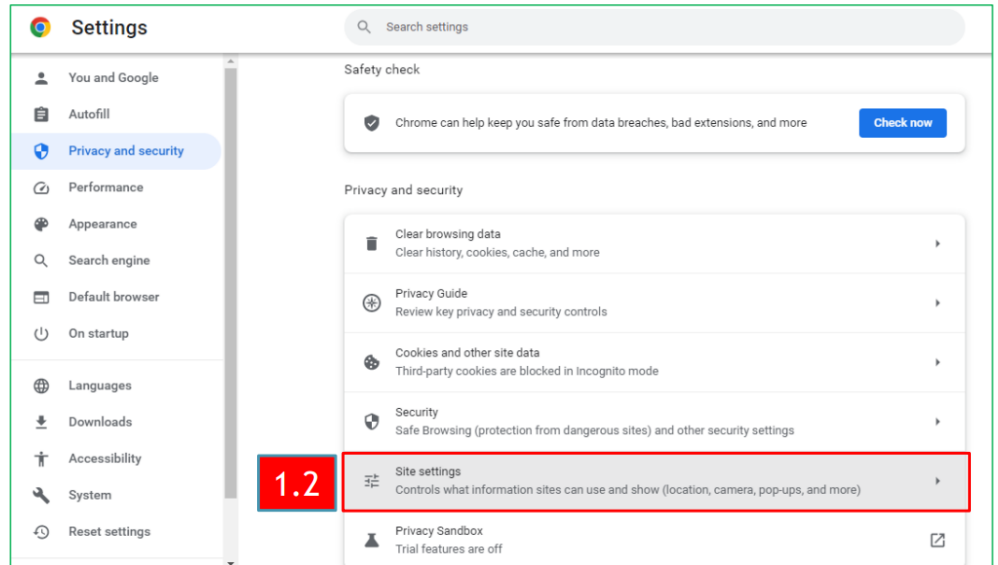 Settings
Search settings
You and Google
Autofill
Privacy and security
Performance
Appearance
Search engine
Default browser
On startup
Languages
Downloads
Accessibility
System
Reset settings
Safety check
Chrome can help keep you safe from data breaches, bad extensions, and more
Check now
Privacy and security
Clear browsing data
Clear history, cookies, cache, and more
Privacy Guide
Review key privacy and security controls
Cookies and other site data
Third-party cookies are blocked in Incognito mode
Security
Safe Browsing (protection from dangerous sites) and other security settings
1.2
Site settings
Controls what information sites can use and show (location, camera, pop-ups, and more)
Privacy Sandbox
Trial features are off